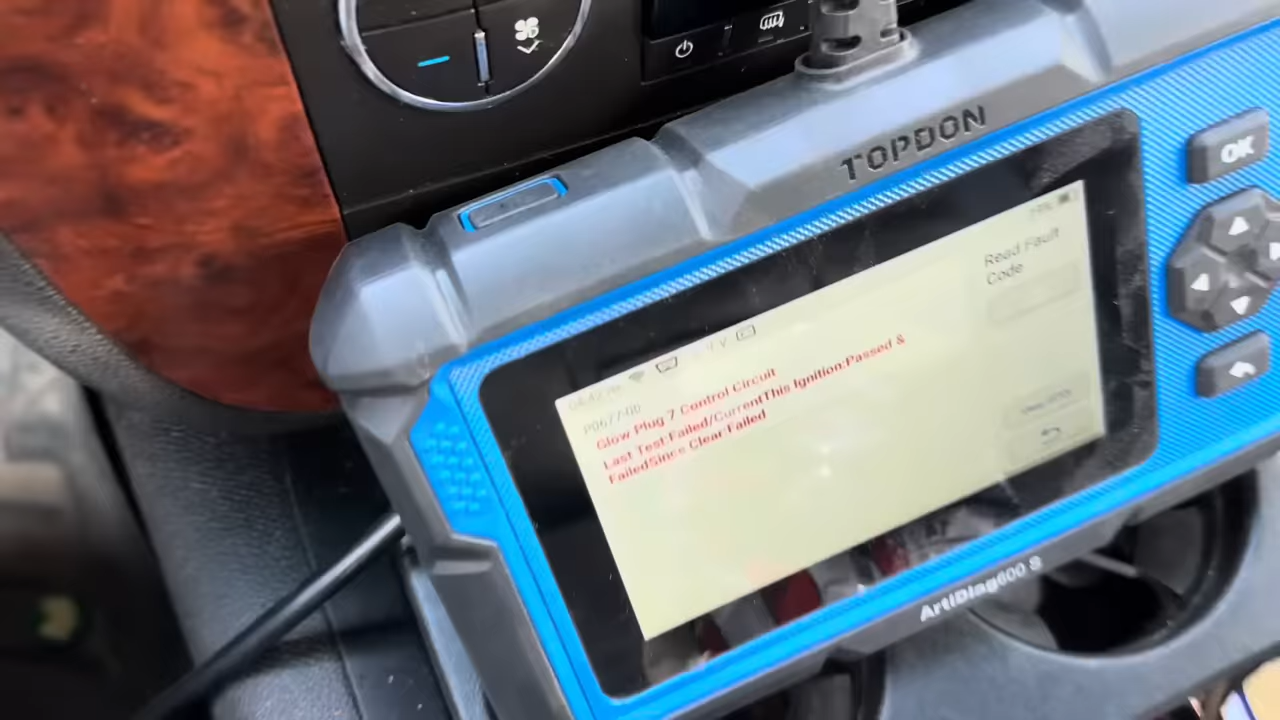 TOPDON
OK
Read Fault
Code
Glow Plug 7 Control Circuit
Last Test:Failed/CurrentThis Ignition:Passed &
FailedSince Clear:Failed
ArtiDiag600 S